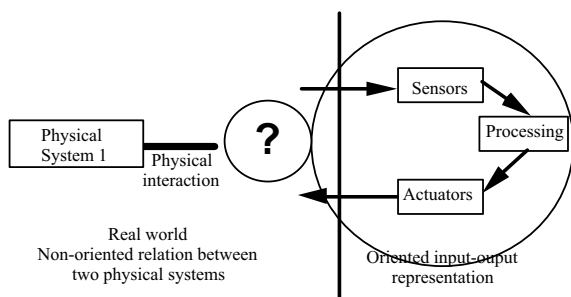 Physical
System 1
Physical
interaction
?
Sensors
Processing
Actuators
Real world
Non-oriented relation between
two physical systems
Oriented input-ouput
representation